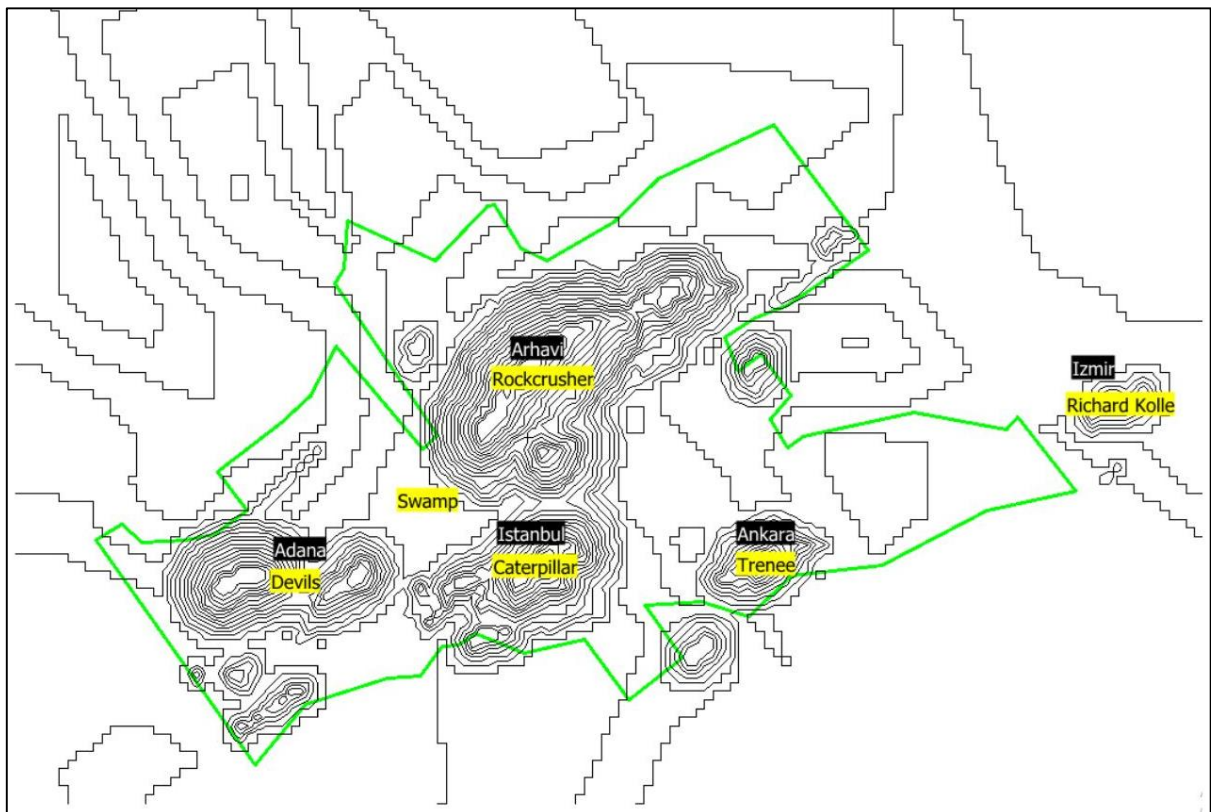 Arhavi
Rockcrusher
Izmir
Richard Kolle
Swamp
Adana
Devils
Istanbul
Caterpillar
Ankara
Trenee